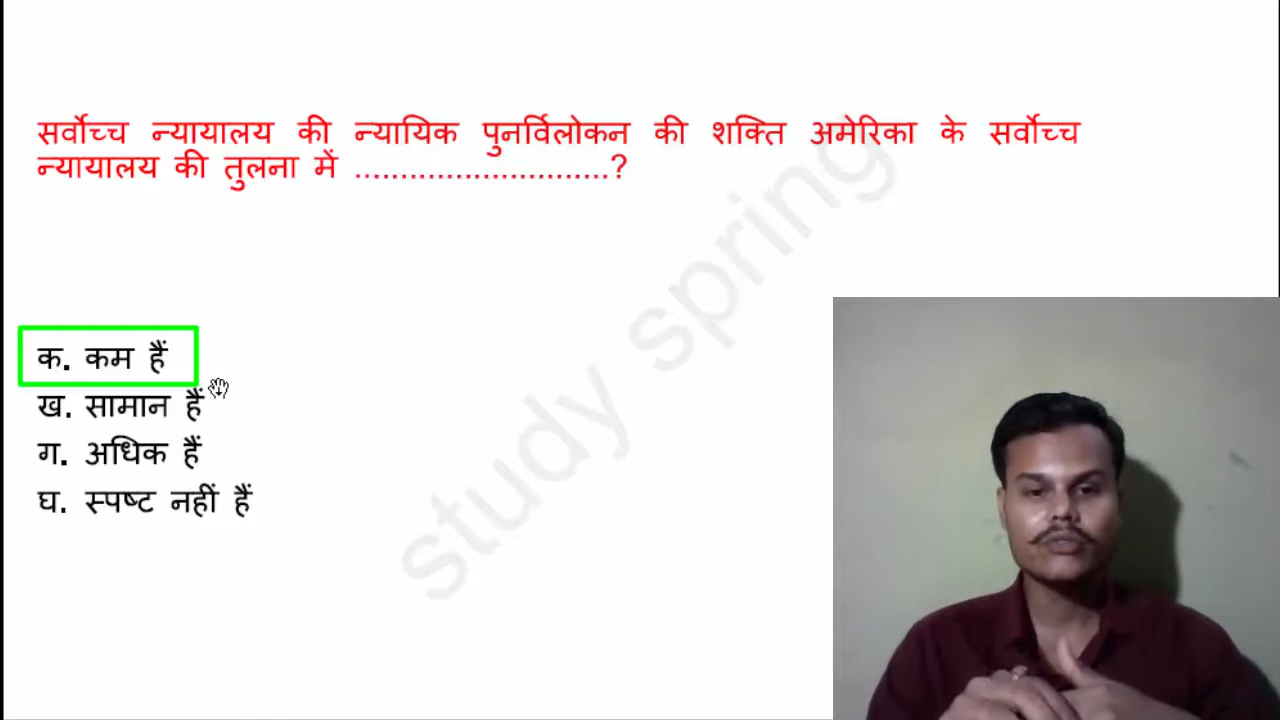 सर्वोच्च न्यायालय की न्यायिक पुनर्विलोकन की शक्ति अमेरिका के सर्वोच्च
न्यायालय की तुलना में ............................?
क. कम हैं
ख. सामान हैं
ग. अधिक हैं
घ. स्पष्ट नहीं हैं
study spring